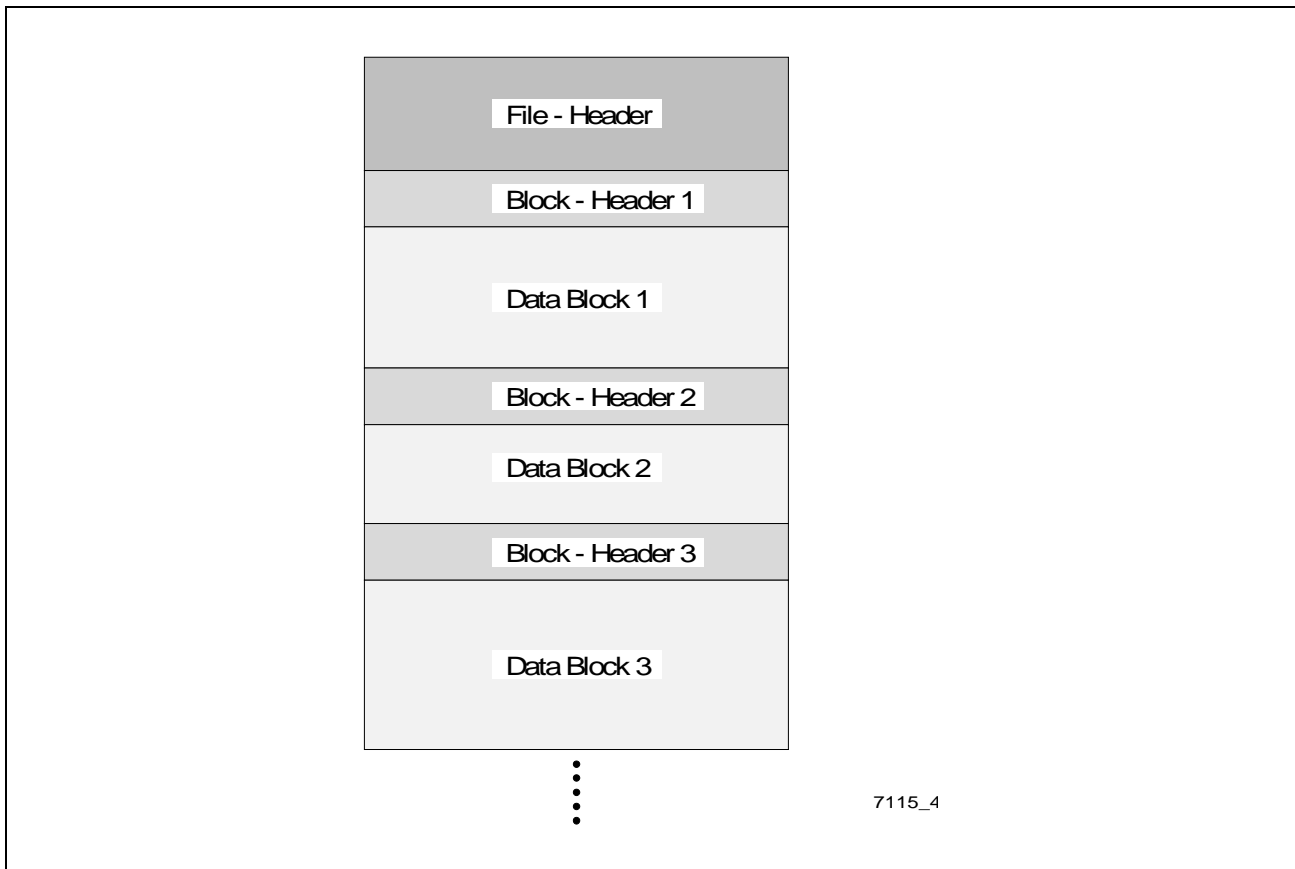 File - Header
Block - Header 1
Data Block 1
Block - Header 2
Data Block 2
Block - Header 3
Data Block 3
7115_4